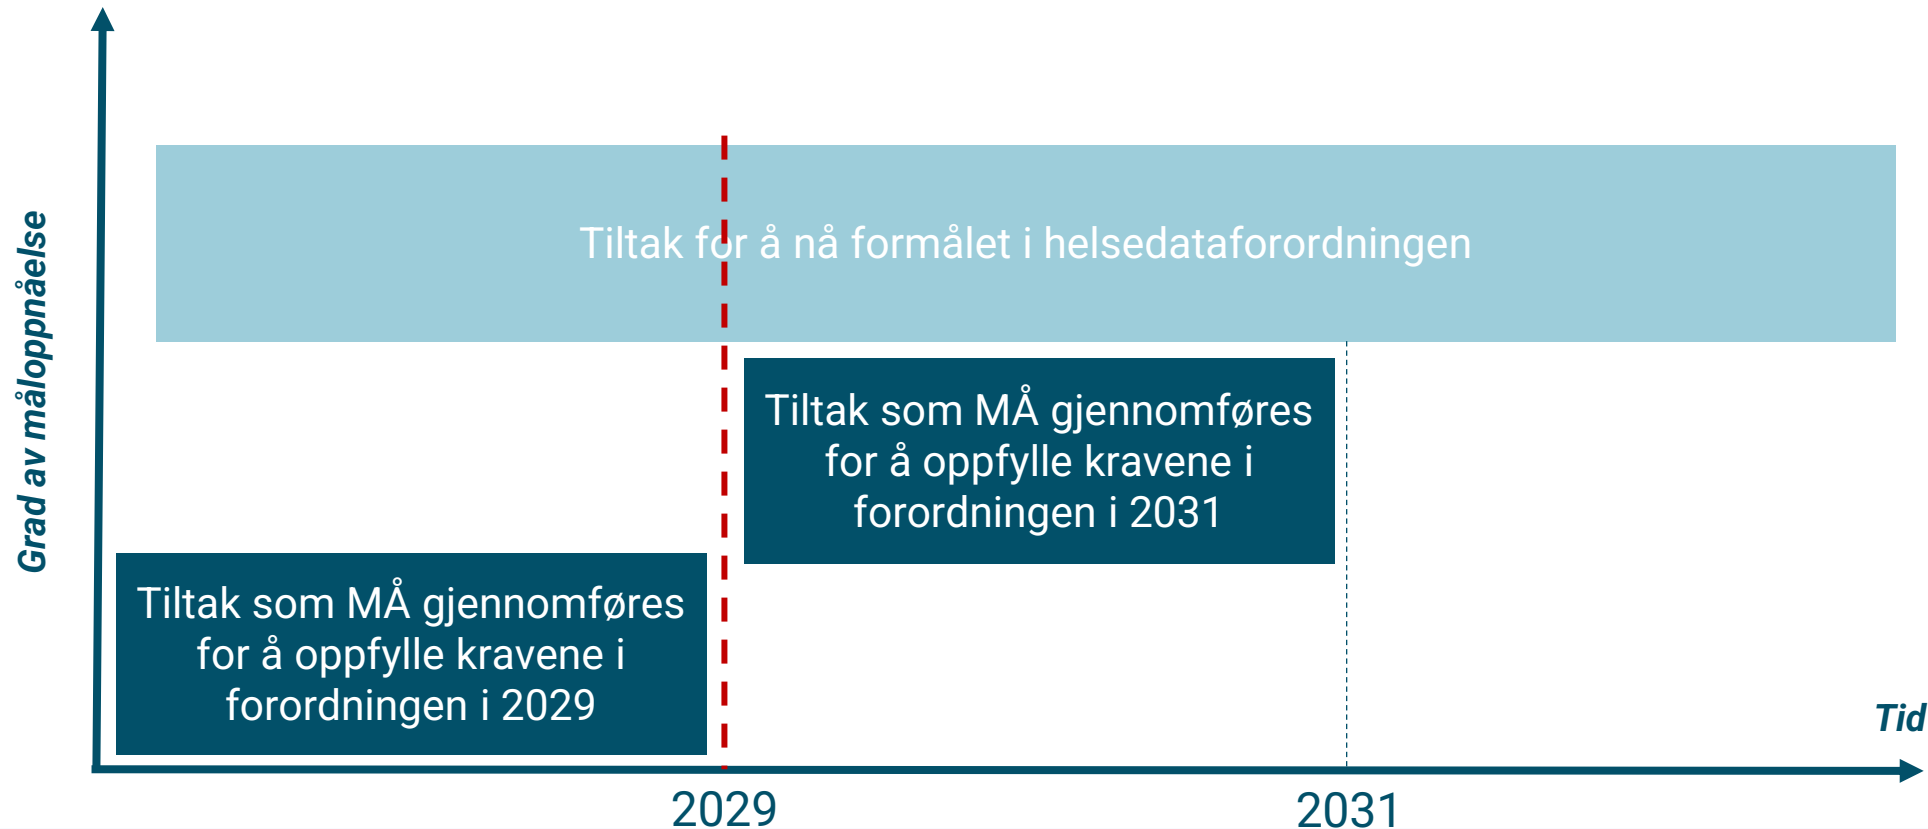 Grad av måloppnåelse
Tiltak for å nå formålet i helsedataforordningen
Tiltak som MÅ gjennomføres
for å oppfylle kravene i
forordningen i 2031
Tiltak som MÅ gjennomføres
for å oppfylle kravene i
forordningen i 2029
Tid
2029
2031